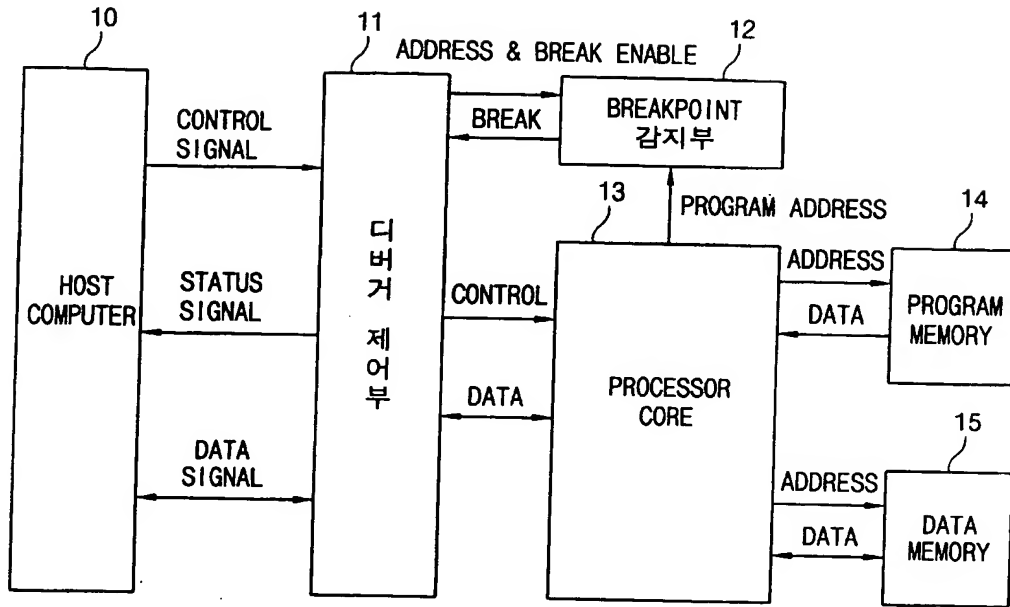 10
11
ADDRESS & BREAK ENABLE
12
CONTROL
SIGNAL
BREAK
BREAKPOINT
감지부
13
PROGRAM ADDRESS
14
HOST
COMPUTER
STATUS
SIGNAL
디버거 제어부
CONTROL
ADDRESS
DATA
PROGRAM
MEMORY
DATA
PROCESSOR
CORE
15
DATA
SIGNAL
ADDRESS
DATA
DATA
MEMORY